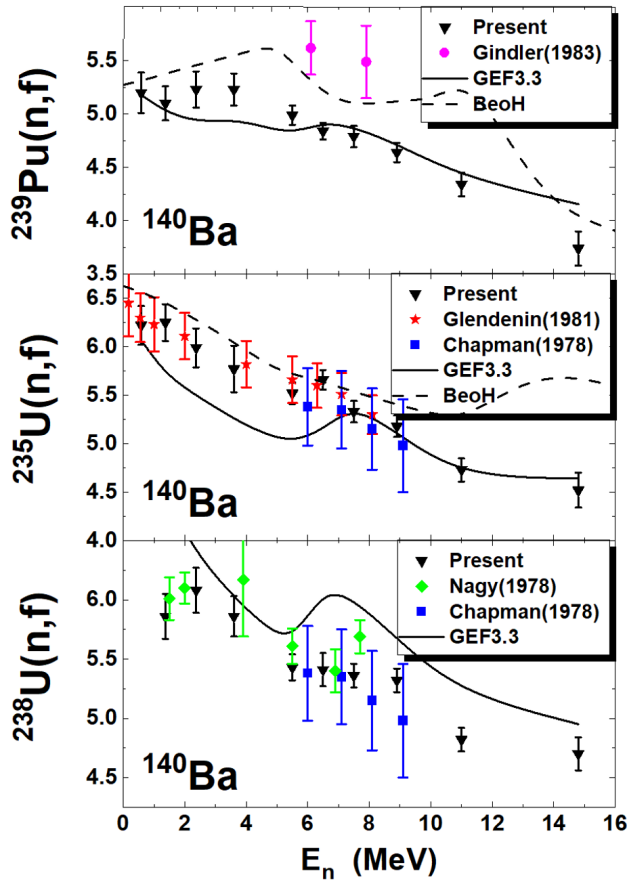 239Pu(n,f)
5.5
5.0
4.5
4.0
3.5
Present
Gindler(1983)
GEF3.3
BeoH
140Ba
235U(n,f)
6.5
6.0
5.5
5.0
4.5
4.0
Present
Glendenin(1981)
Chapman(1978)
GEF3.3
BeoH
140Ba
238U(n,f)
6.0
5.5
5.0
4.5
Present
Nagy(1978)
Chapman(1978)
GEF3.3
140Ba
0 2 4 6 8 10 12 14 16
En (MeV)